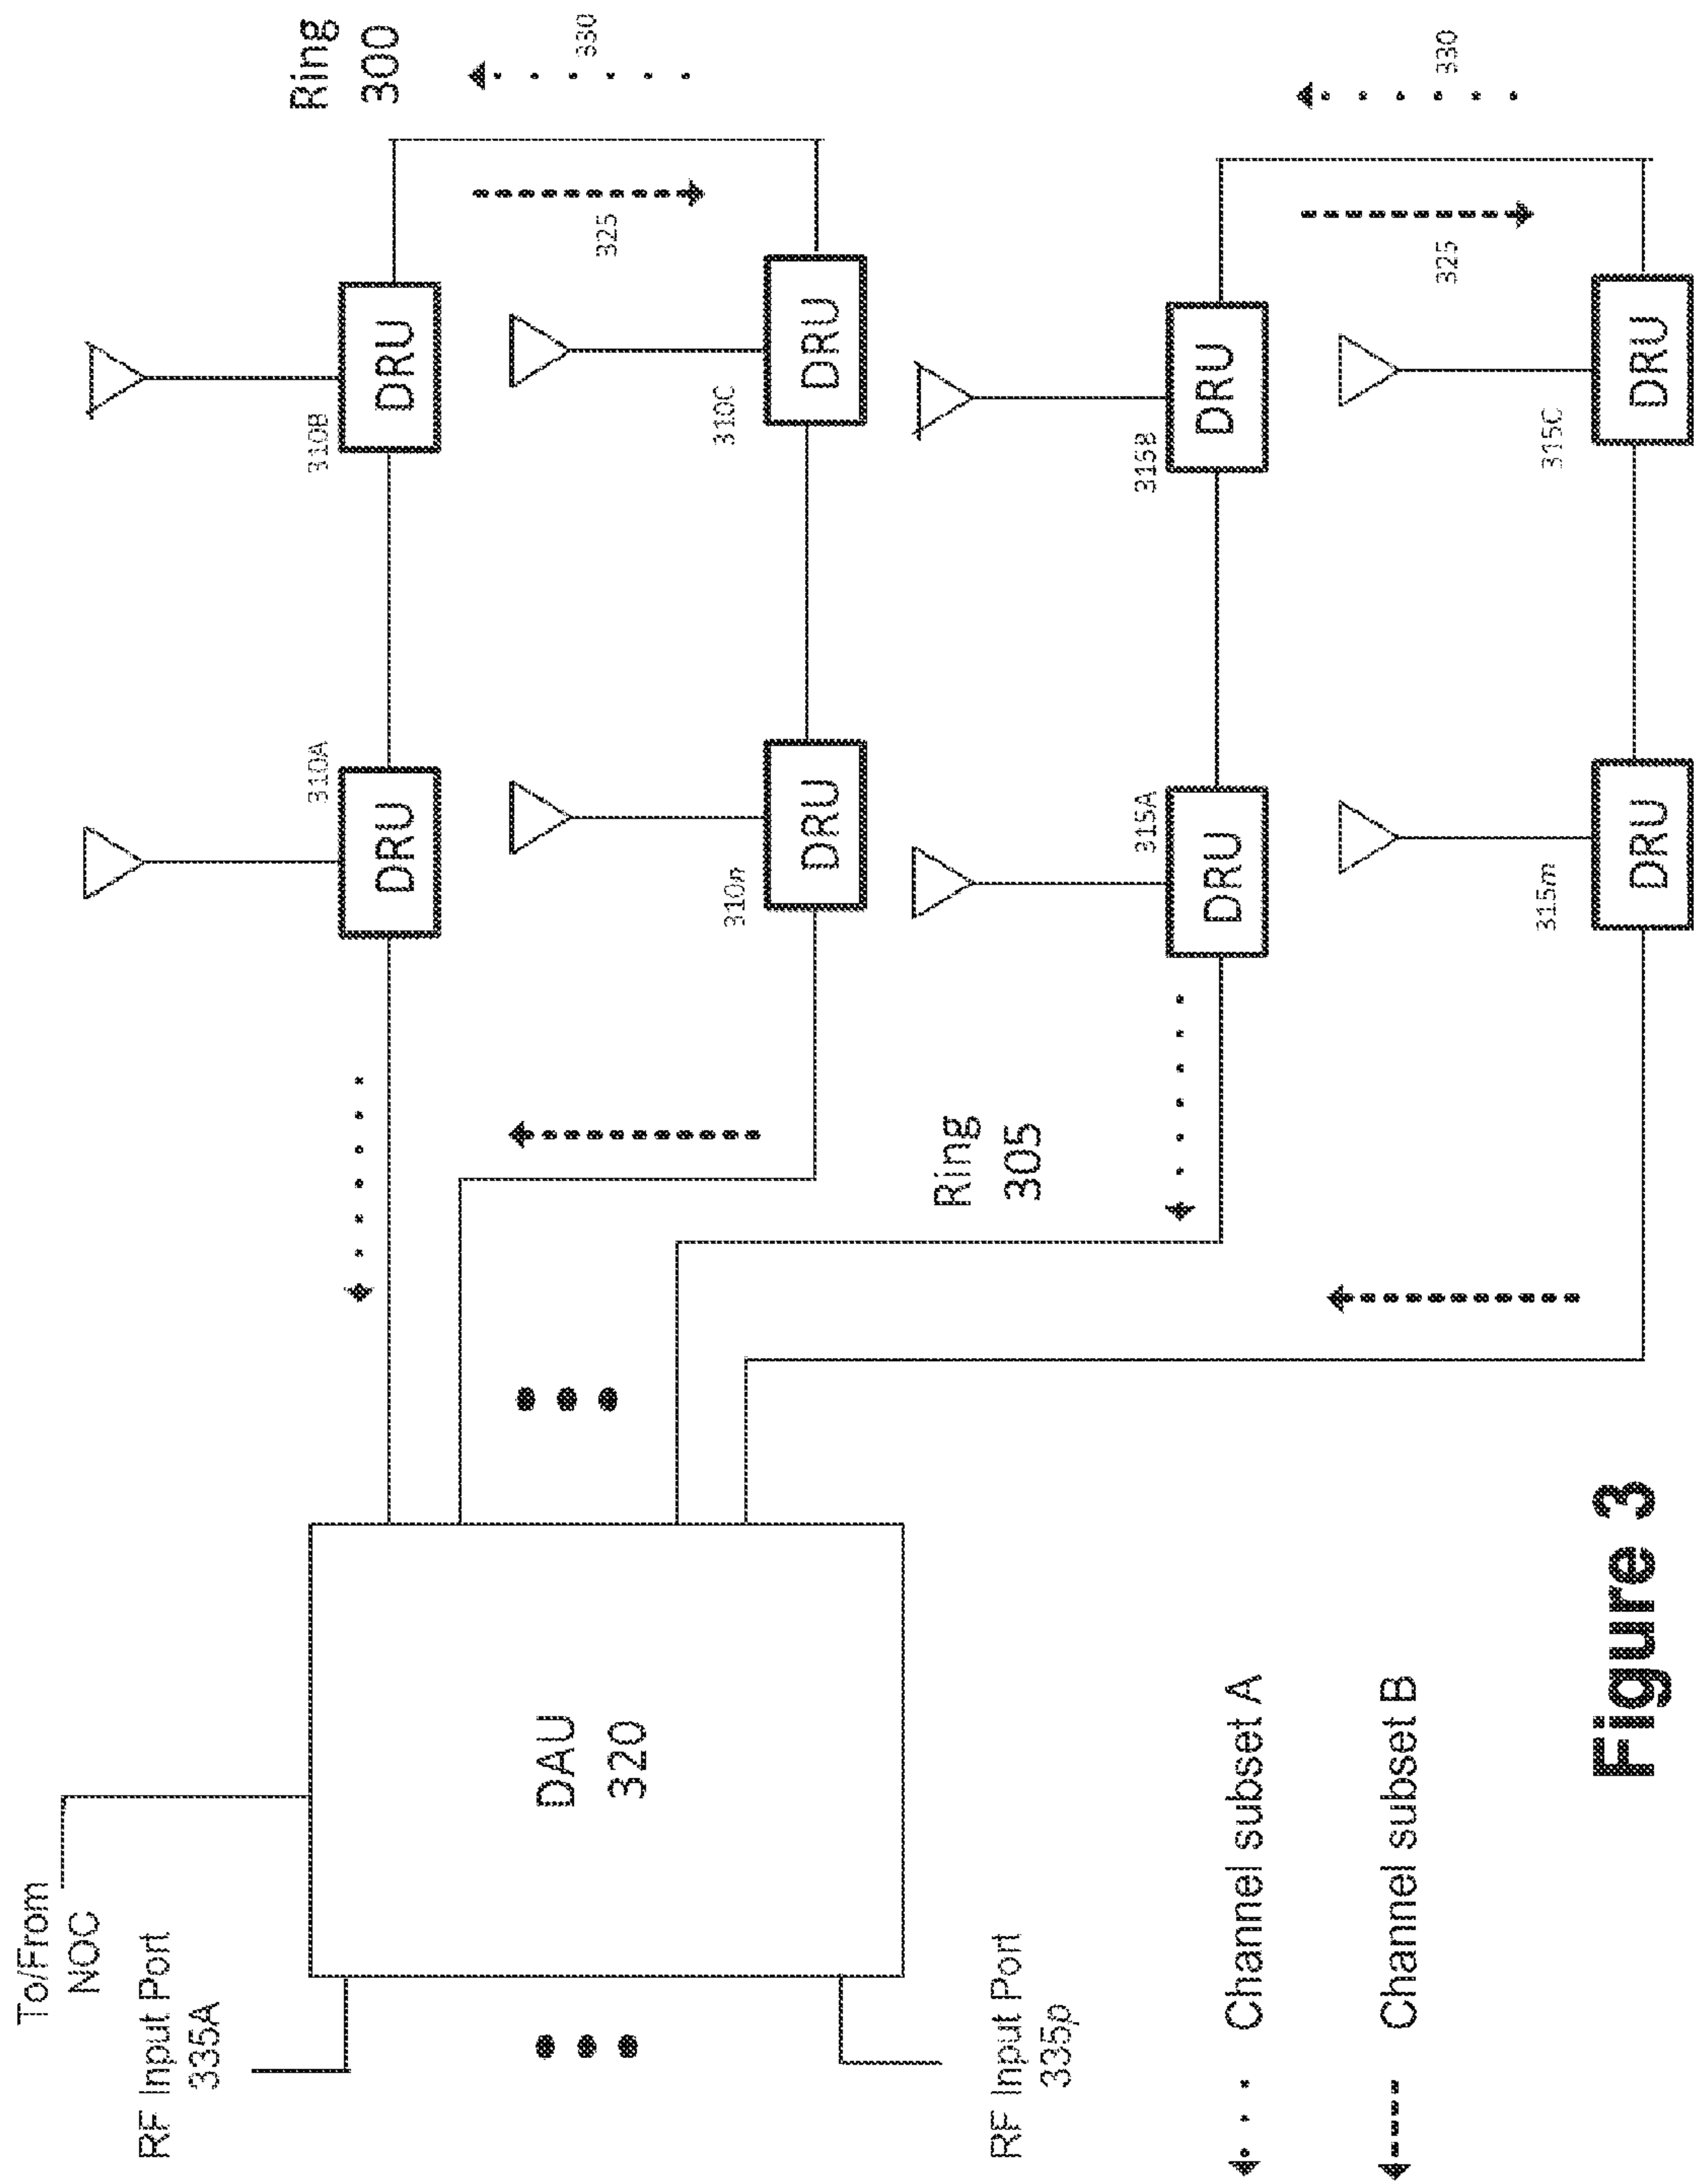 To/From
NOC
RF Input Port
335A
RF Input Port
335p
DAU
320
Ring
300
310A
DRU
310B
DRU
330
325
310C
DRU
310n
DRU
Ring
305
315A
DRU
315B
DRU
330
325
315C
DRU
315m
DRU
Channel subset A
Channel subset B
Figure 3